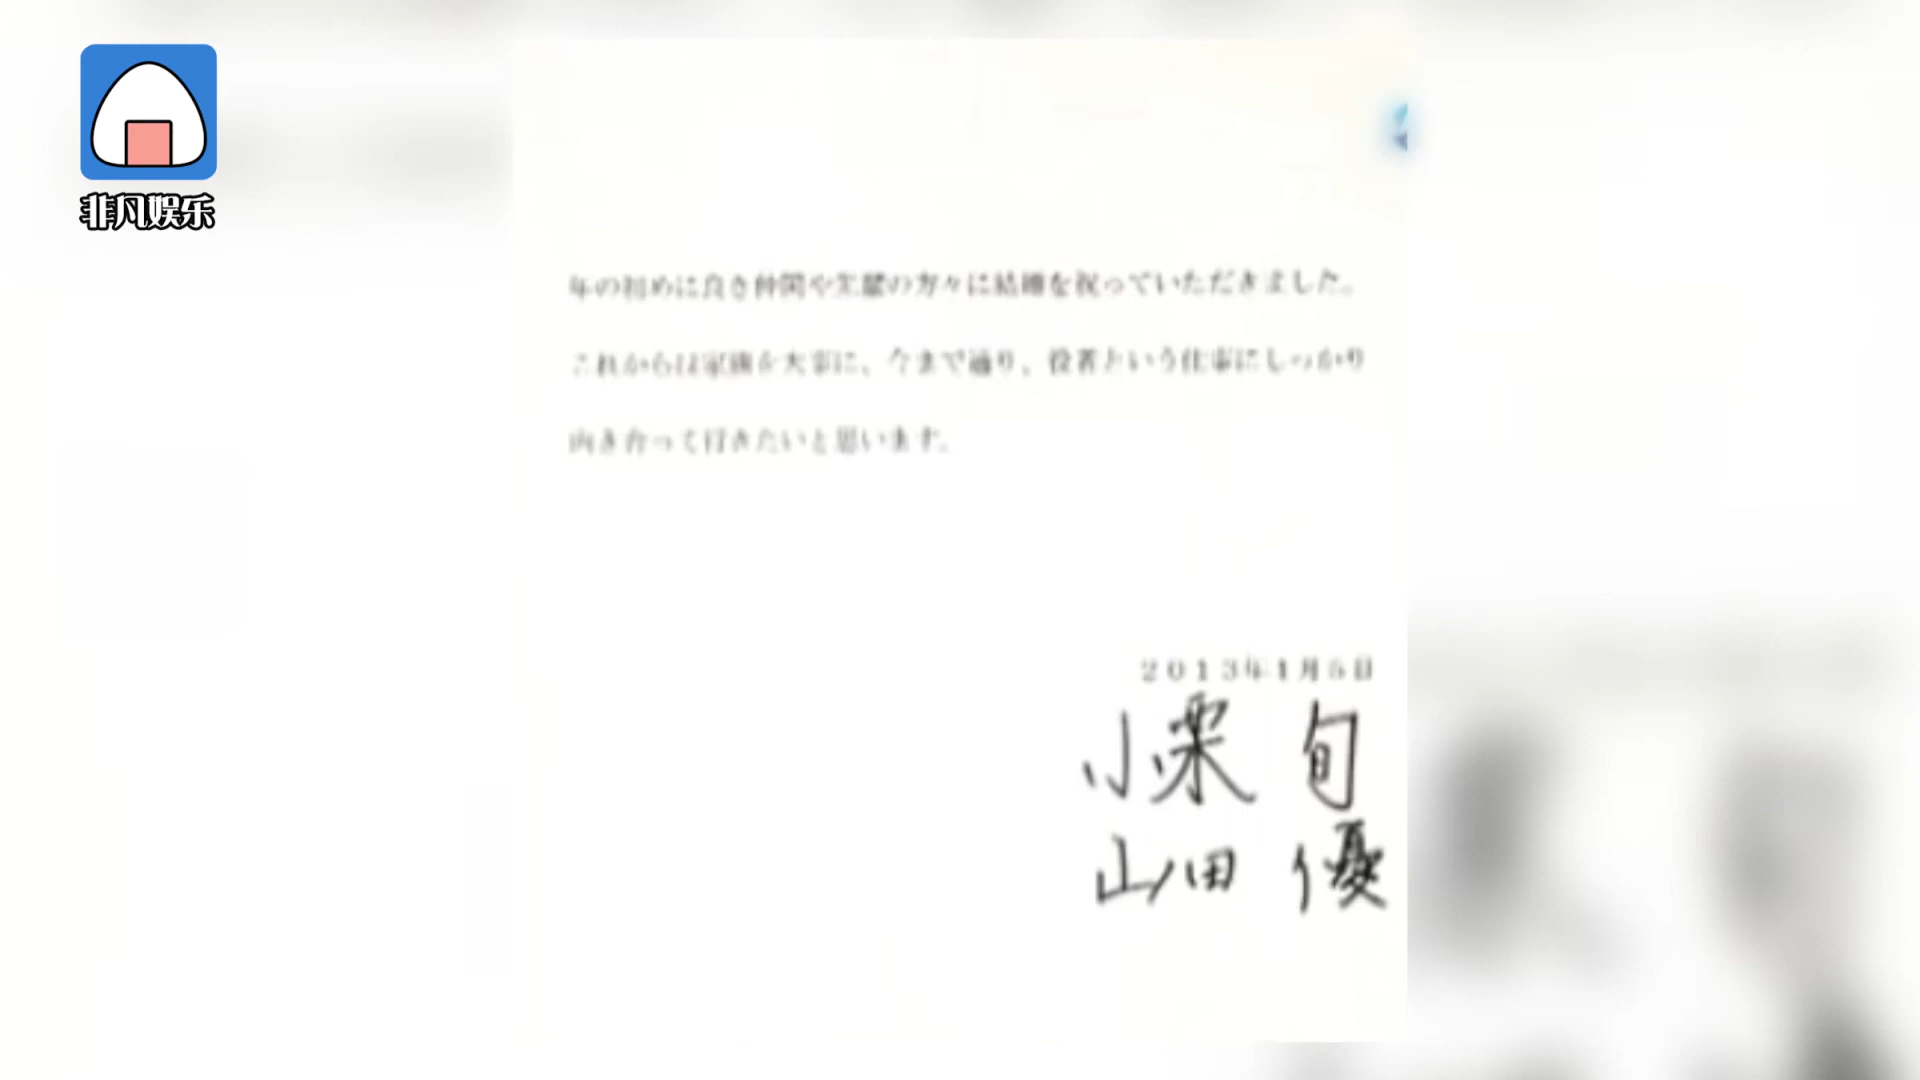 非凡娱乐
年の初めに良き仲間や先輩の方々に結婚を祝っていただきました。
これからは家族を大事に、今まで通り、役者という仕事にしっかり
向き合って行きたいと思います。
2013年1月5日
小栗 旬
山田 優